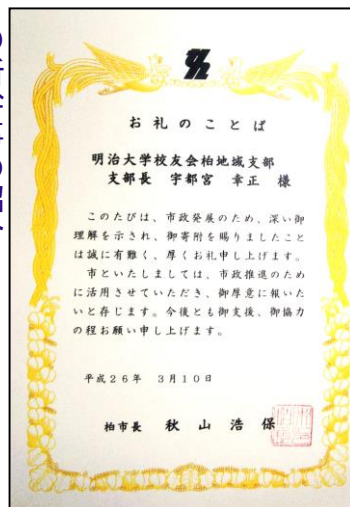 お礼のことば
明治大学校友会柏地域支部
支部長　宇都宮　幸正　様
このたびは、市政発展のため、深い御
理解を示され、御寄附を賜りましたこと
は誠に有難く、厚くお礼申し上げます。
市といたしましては、市政推進のため
に活用させていただき、御厚意に報いた
いと存じます。今後とも御支援、御協力
の程お願い申し上げます。
平成26年　3月10日
柏市長　秋山浩保